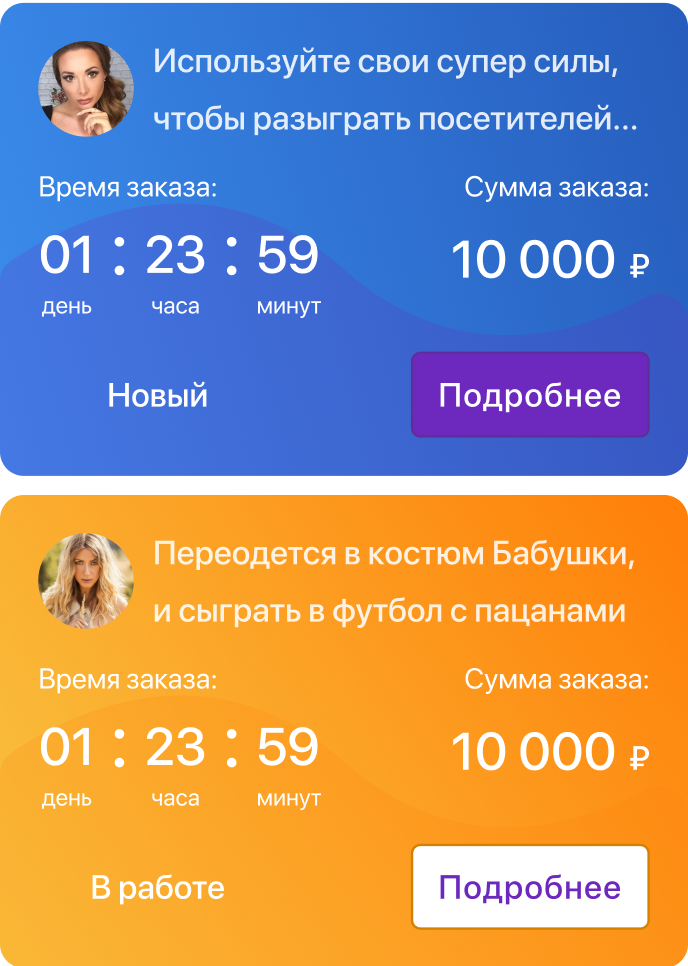 Используйте свои супер силы,
чтобы разыграть посетителей...
Время заказа:
Сумма заказа:
01 : 23 : 59
10 000 ₽
день часа минут
Новый
Подробнее
Переодется в костюм Бабушки,
и сыграть в футбол с пацанами
Время заказа:
Сумма заказа:
01 : 23 : 59
10 000 ₽
день часа минут
В работе
Подробнее